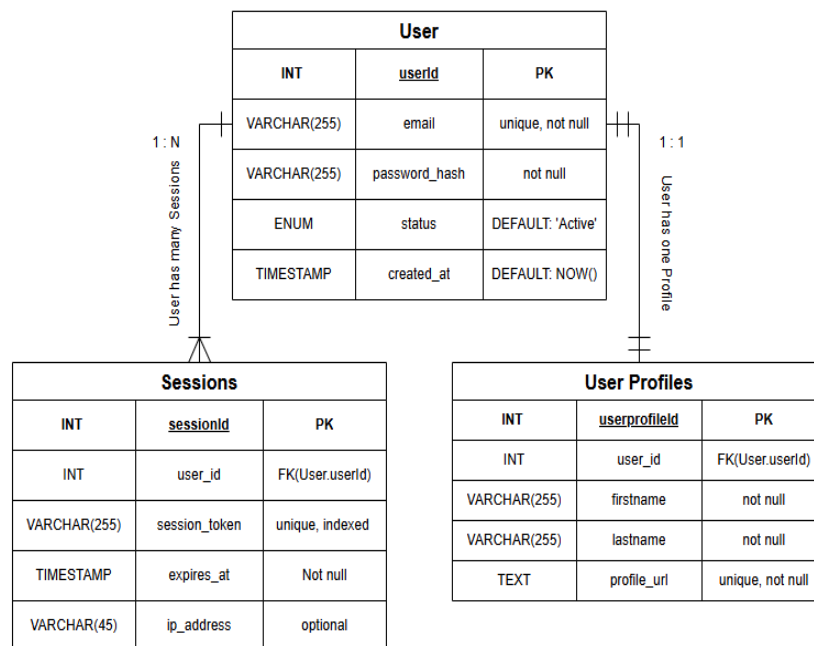 User
INT userId PK
VARCHAR(255) email unique, not null
VARCHAR(255) password_hash not null
ENUM status DEFAULT: 'Active'
TIMESTAMP created_at DEFAULT: NOW()
1 : N
User has many Sessions
1 : 1
User has one Profile
Sessions
INT sessionId PK
INT user_id FK(User.userId)
VARCHAR(255) session_token unique, indexed
TIMESTAMP expires_at Not null
VARCHAR(45) ip_address optional
User Profiles
INT userprofileId PK
INT user_id FK(User.userId)
VARCHAR(255) firstname not null
VARCHAR(255) lastname not null
TEXT profile_url unique, not null